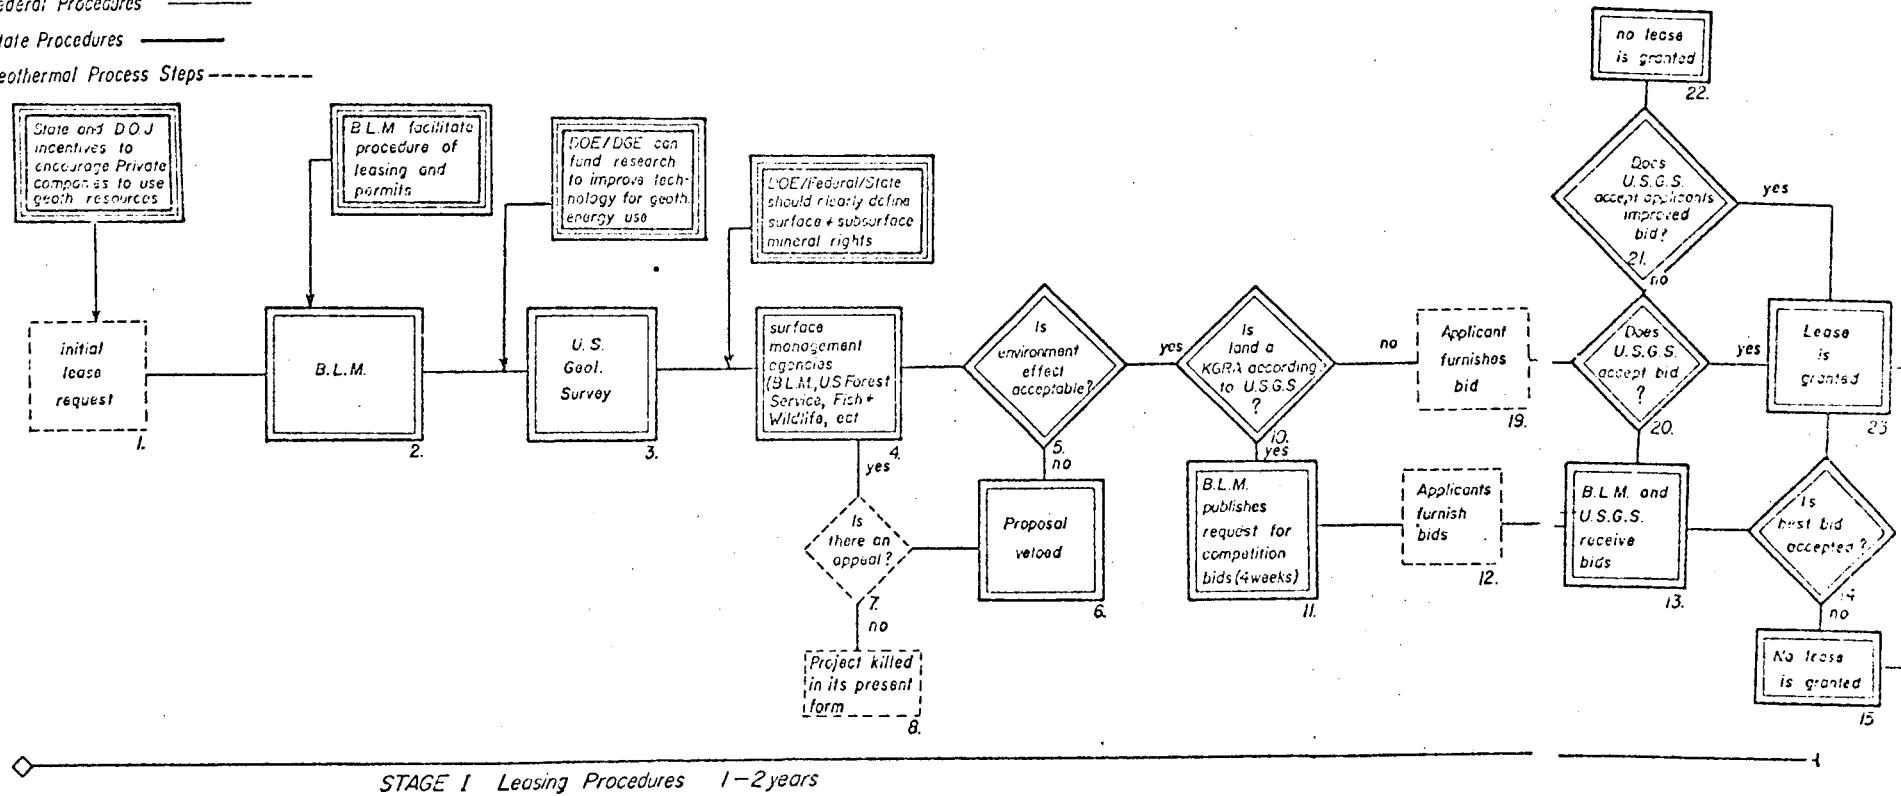 ederal Procedures
tate Procedures
eothermal Process Steps
State and D.O.J
incentives to
encourage Private
companies to use
geoth resources
B.L.M facilitate
procedure of
leasing and
permits
DOE/DGE can
fund research
to improve tech-
nology for geoth.
energy use
DOE/Federal/State
should clearly define
surface + subsurface
mineral rights
no lease
is granted
22.
Does
U.S.G.S.
accept applicants
improved
bid?
21.
yes
no
initial
lease
request
1.
B.L.M.
2.
U.S.
Geol.
Survey
3.
surface
management
agencies
(B.L.M, US Forest
Service, Fish +
Wildlife, ect
4.
Is
environment
effect
acceptable?
5.
yes
no
Is
land a
KGRA according
to U.S.G.S
?
10.
no
yes
Applicant
furnishes
bid
19.
Does
U.S.G.S.
accept bid
?
20.
yes
Lease
is
granted
23
yes
Is
there an
appeal?
7.
no
Proposal
vetoed
6.
B.L.M.
publishes
request for
competition
bids (4weeks)
11.
Applicants
furnish
bids
12.
B.L.M. and
U.S.G.S.
receive
bids
13.
Is
best bid
accepted?
14
no
Project killed
in its present
form
8.
No lease
is granted
15
STAGE I Leasing Procedures 1-2 years